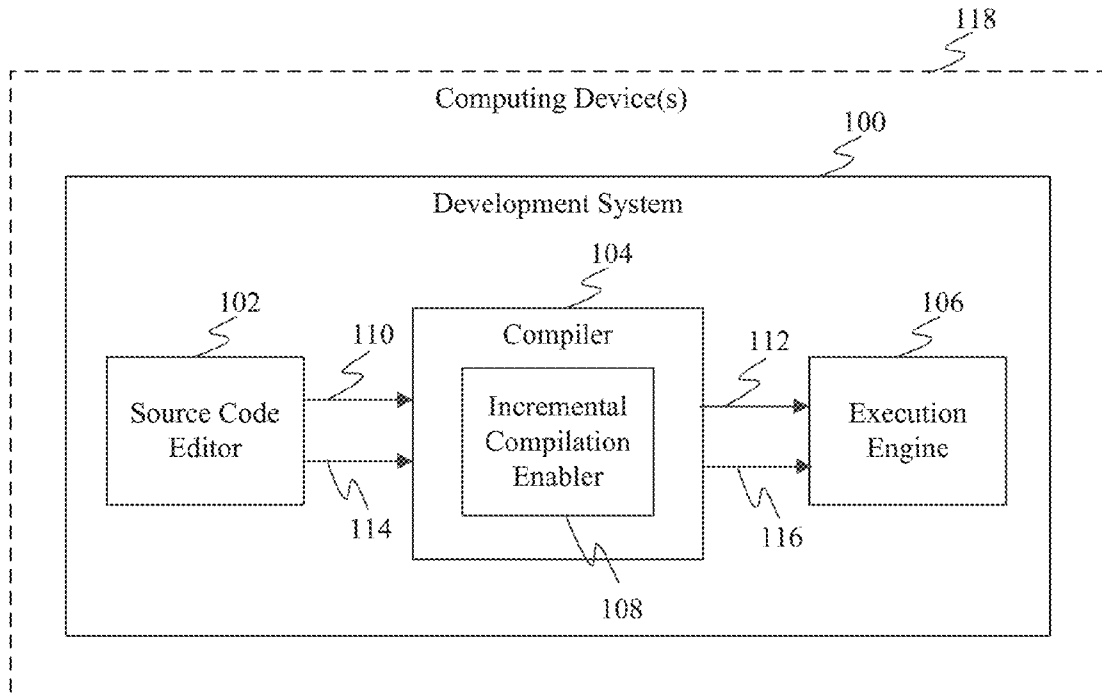 118
Computing Device(s)
100
Development System
104
102
110
Compiler
112
106
Source Code
Editor
Incremental
Compilation
Enabler
Execution
Engine
114
116
108